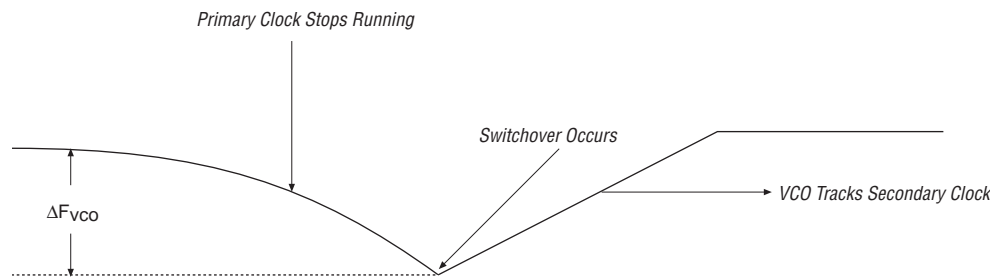 Primary Clock Stops Running
Switchover Occurs
VCO Tracks Secondary Clock
ΔFVCO